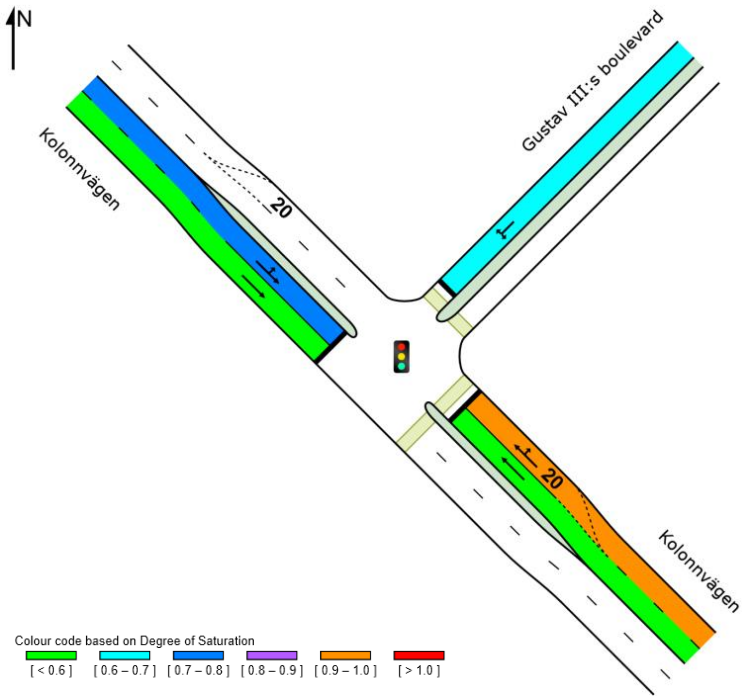 N
Gustav III:s boulevard
Kolonnvägen
20
20
Kolonnvägen
Colour code based on Degree of Saturation
[ < 0.6 ] [ 0.6 – 0.7 ] [ 0.7 – 0.8 ] [ 0.8 – 0.9 ] [ 0.9 – 1.0 ] [ > 1.0 ]